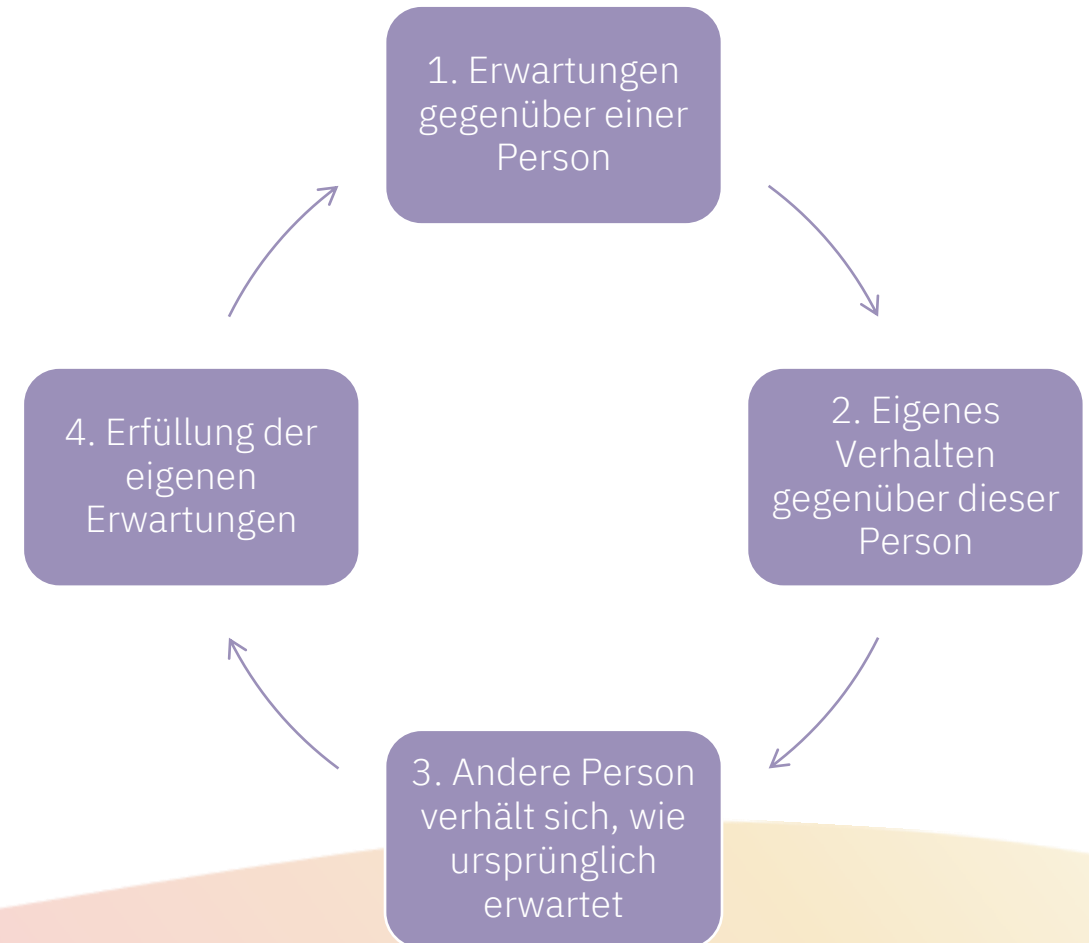 1. Erwartungen
gegenüber einer
Person
2. Eigenes
Verhalten
gegenüber dieser
Person
3. Andere Person
verhält sich, wie
ursprünglich
erwartet
4. Erfüllung der
eigenen
Erwartungen